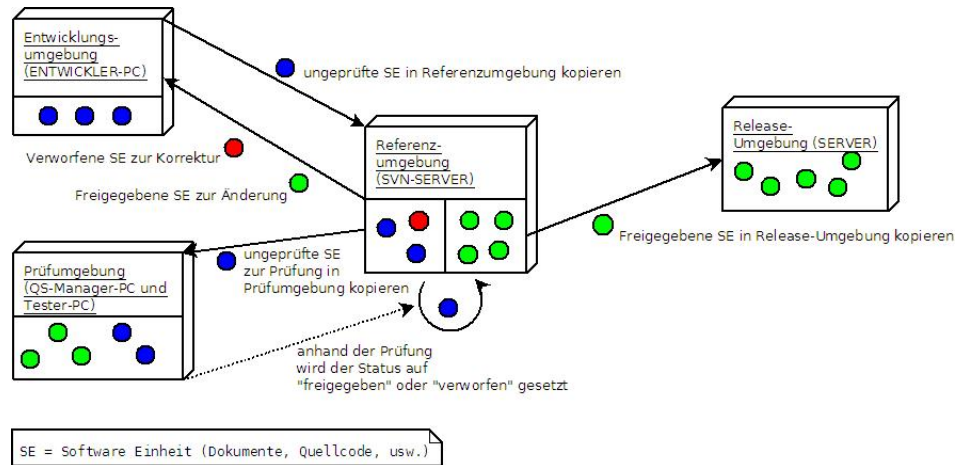 Entwicklungs-
umgebung
(ENTWICKLER-PC)
ungeprüfte SE in Referenzumgebung kopieren
Verworfene SE zur Korrektur
Freigegebene SE zur Änderung
Referenz-
umgebung
(SVN-SERVER)
Release-
Umgebung (SERVER)
Freigegebene SE in Release-Umgebung kopieren
ungeprüfte SE
zur Prüfung in
Prüfumgebung kopieren
Prüfumgebung
(QS-Manager-PC und
Tester-PC)
anhand der Prüfung
wird der Status auf
"freigegeben" oder "verworfen" gesetzt
SE = Software Einheit (Dokumente, Quellcode, usw.)